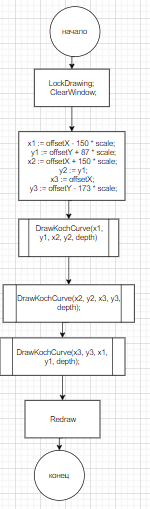 начало
LockDrawing;
ClearWindow;
x1 := offsetX - 150 * scale;
y1 := offsetY + 87 * scale;
x2 := offsetX + 150 * scale;
y2 := y1;
x3 := offsetX;
y3 := offsetY - 173 * scale;
DrawKochCurve(x1,
y1, x2, y2, depth)
DrawKochCurve(x2, y2, x3, y3,
depth);
DrawKochCurve(x3, y3, x1,
y1, depth);
Redraw
конец